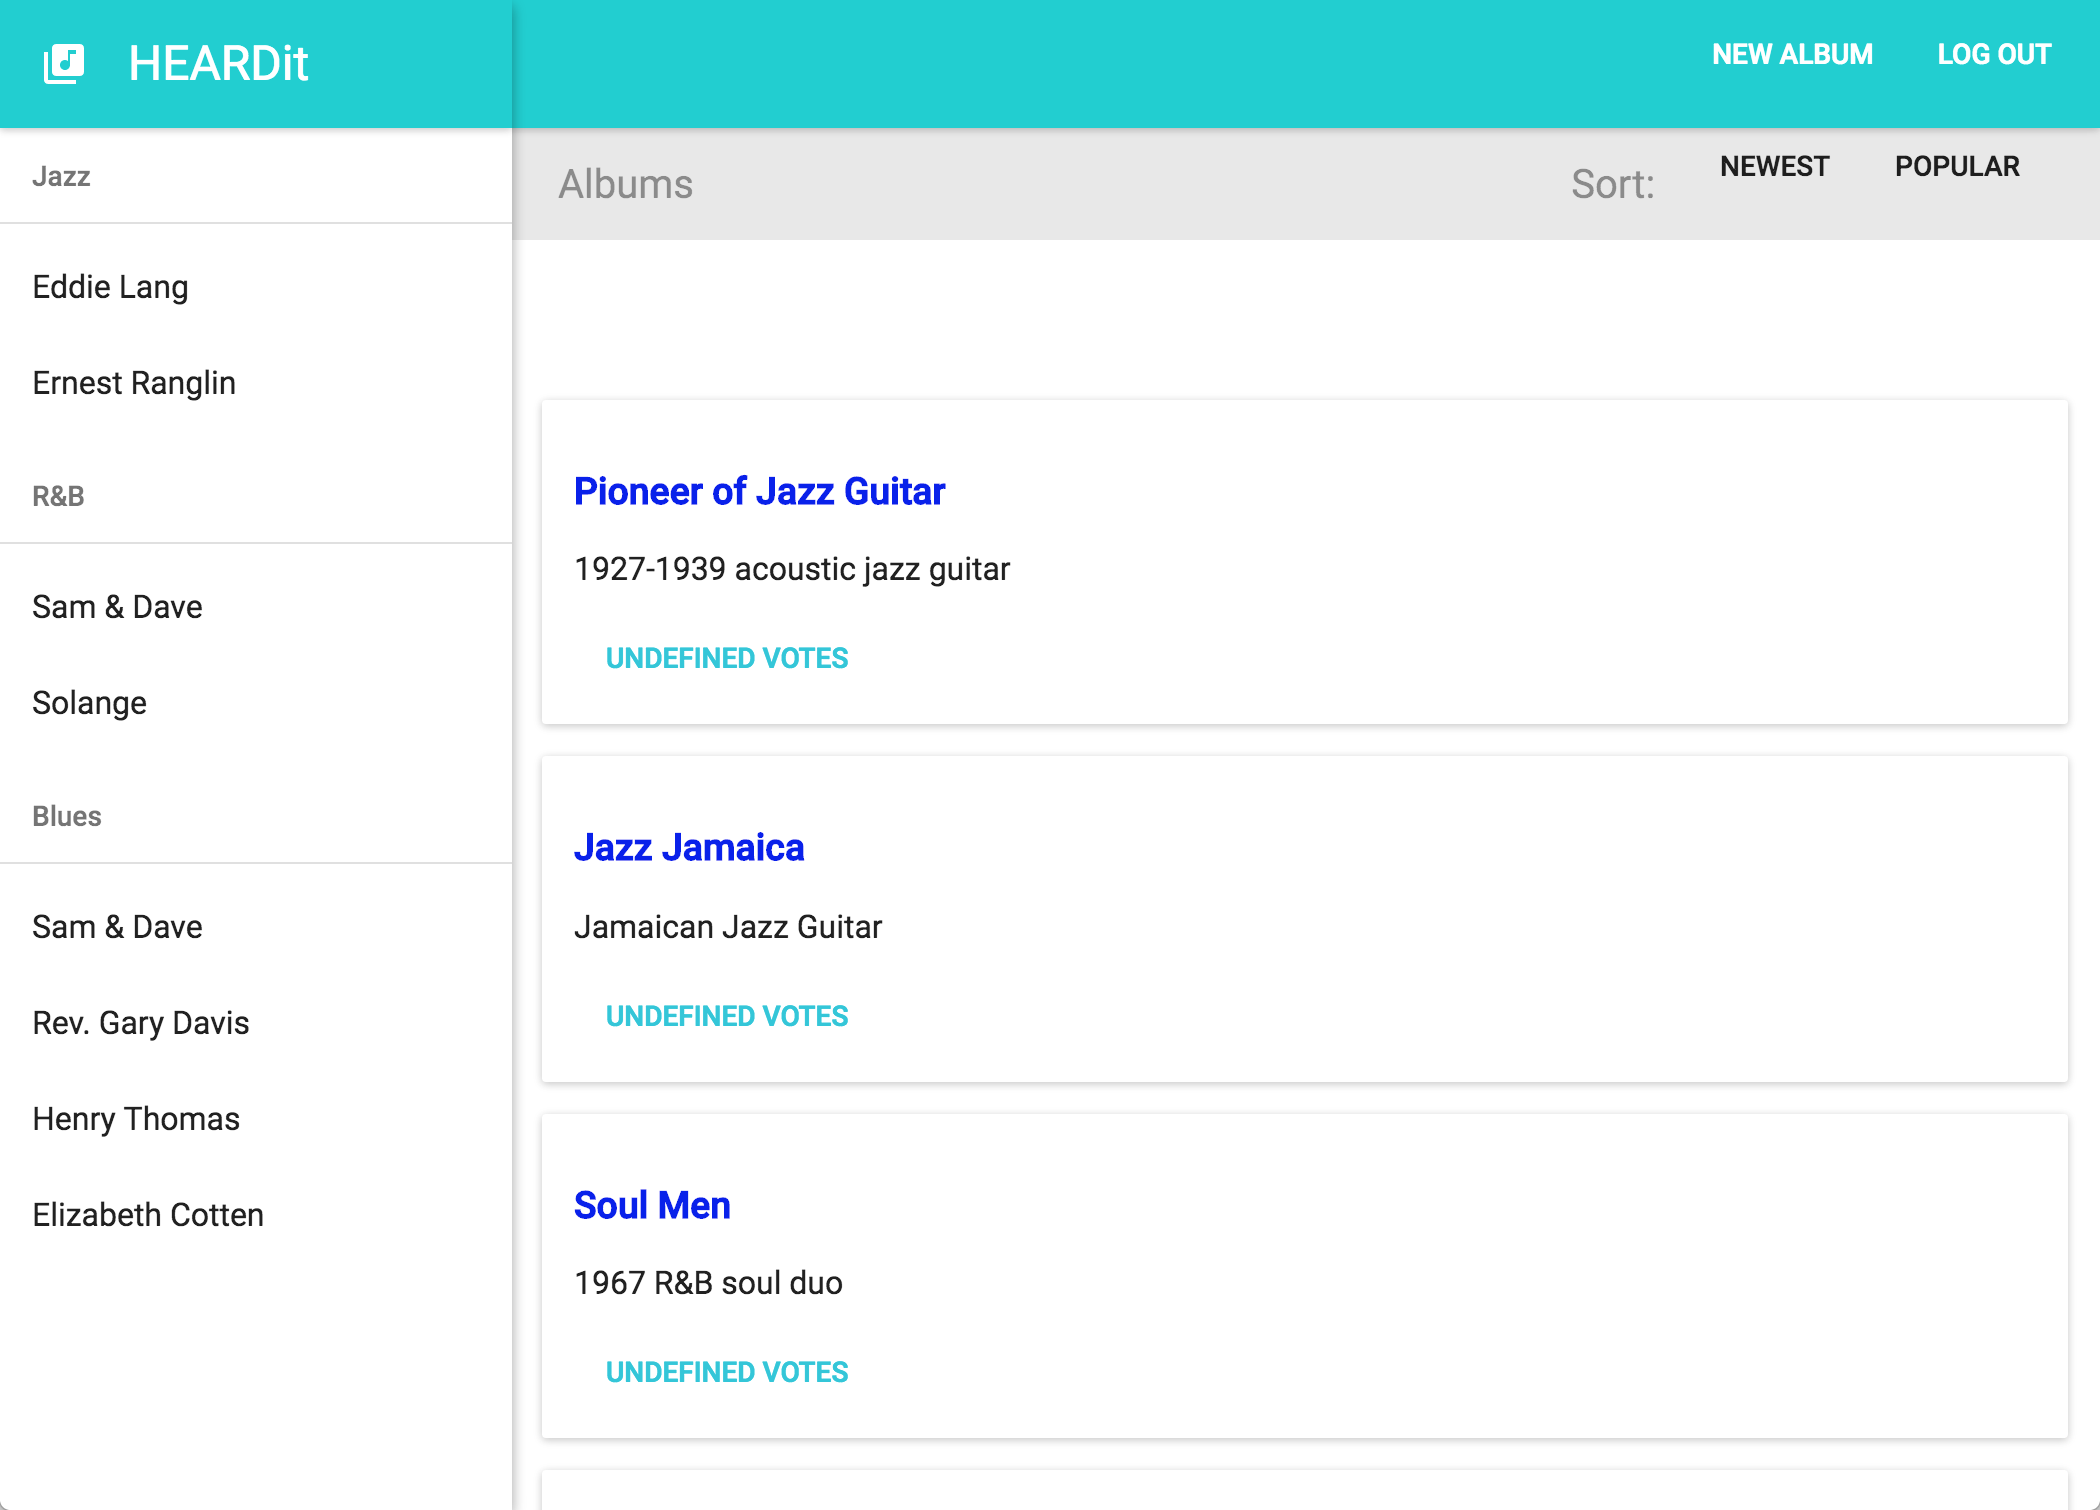 HEARDit
NEW ALBUM
LOG OUT
Jazz
Eddie Lang
Ernest Ranglin
R&B
Sam & Dave
Solange
Blues
Sam & Dave
Rev. Gary Davis
Henry Thomas
Elizabeth Cotten
Albums
Sort:
NEWEST
POPULAR
Pioneer of Jazz Guitar
1927-1939 acoustic jazz guitar
UNDEFINED VOTES
Jazz Jamaica
Jamaican Jazz Guitar
UNDEFINED VOTES
Soul Men
1967 R&B soul duo
UNDEFINED VOTES